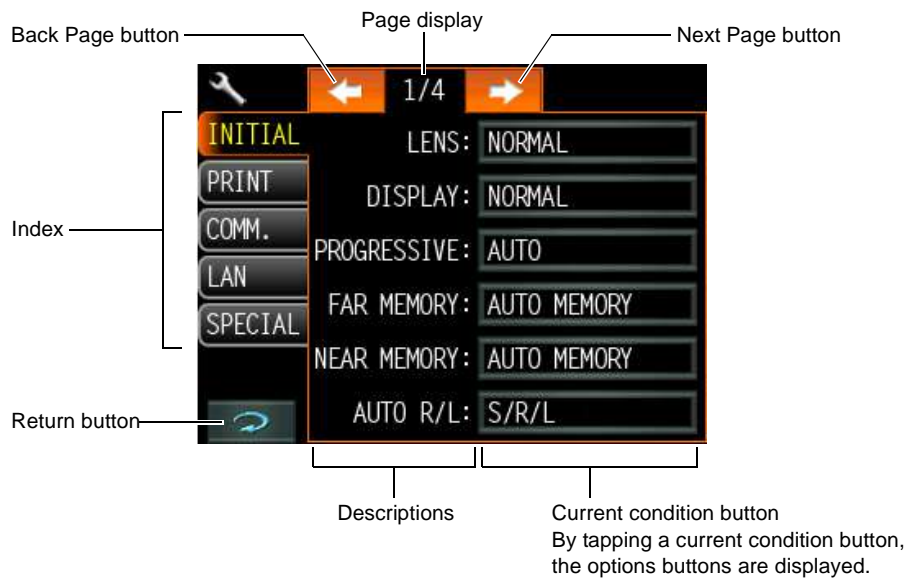 Page display
Back Page button
Next Page button
1/4
INITIAL
LENS: NORMAL
PRINT
DISPLAY: NORMAL
Index
COMM.
PROGRESSIVE: AUTO
LAN
FAR MEMORY: AUTO MEMORY
SPECIAL
NEAR MEMORY: AUTO MEMORY
Return button
AUTO R/L: S/R/L
Descriptions
Current condition button
By tapping a current condition button,
the options buttons are displayed.